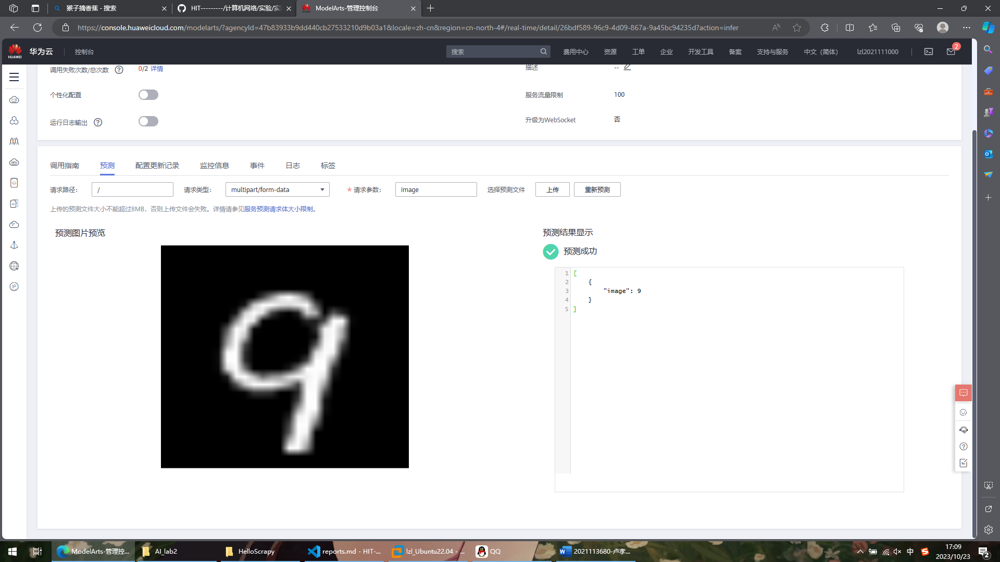 猴子摘香蕉 - 搜索
HIT---------/计算机网络/实验/实
ModelArts-管理控制台
https://console.huaweicloud.com/modelarts/?agencyId=47b83933b9dd440cb27533210d9b03a1&locale=zh-cn&region=cn-north-4#/real-time/detail/26bdf589-96c9-4d09-867a-9a45bc94235d?action=infer
HUAWEI 华为云 控制台 搜索 费用中心 资源 工单 企业 开发工具 备案 支持与服务 中文（简体） lzl2021111000 2
调用失败次数/总次数 0/2 详情 描述 --
个性化配置 服务流量限制 100
运行日志输出 升级为WebSocket 否
调用指南 预测 配置更新记录 监控信息 事件 日志 标签
请求路径： / 请求类型： multipart/form-data * 请求参数： image 选择预测文件 上传 重新预测
上传的预测文件大小不能超过8MB，否则上传文件会失败。详情请参见服务预测请求体大小限制。
预测图片预览 预测结果显示
预测成功
9
1 [
2 {
3 "image": 9
4 }
5 ]
ModelArts-管理控... AI_lab2 HelloScrapy reports.md - HIT-... lzl_Ubuntu22.04 - ... QQ 2021113680-卢孝... 中 17:09
2023/10/23 2